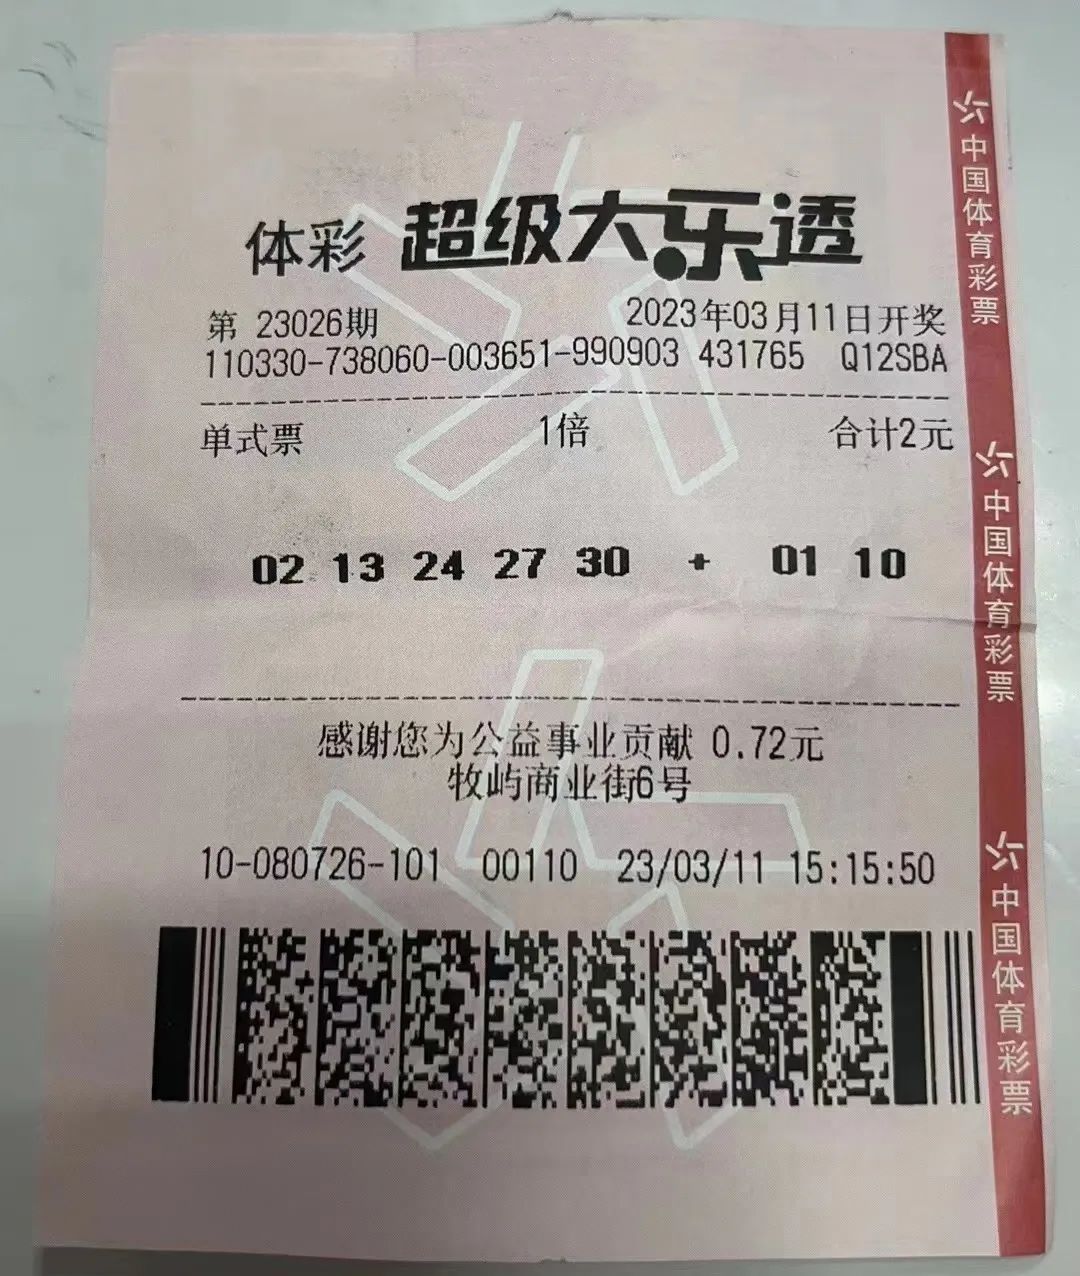 体彩 超级大乐透
第 23026期 2023年03月11日开奖
110330-738060-003651-990903 431765 Q12SBA
单式票 1倍 合计2元
02 13 24 27 30 + 01 10
感谢您为公益事业贡献 0.72元
牧屿商业街6号
10-080726-101 00110 23/03/11 15:15:50
中国体育彩票
中国体育彩票
中国体育彩票